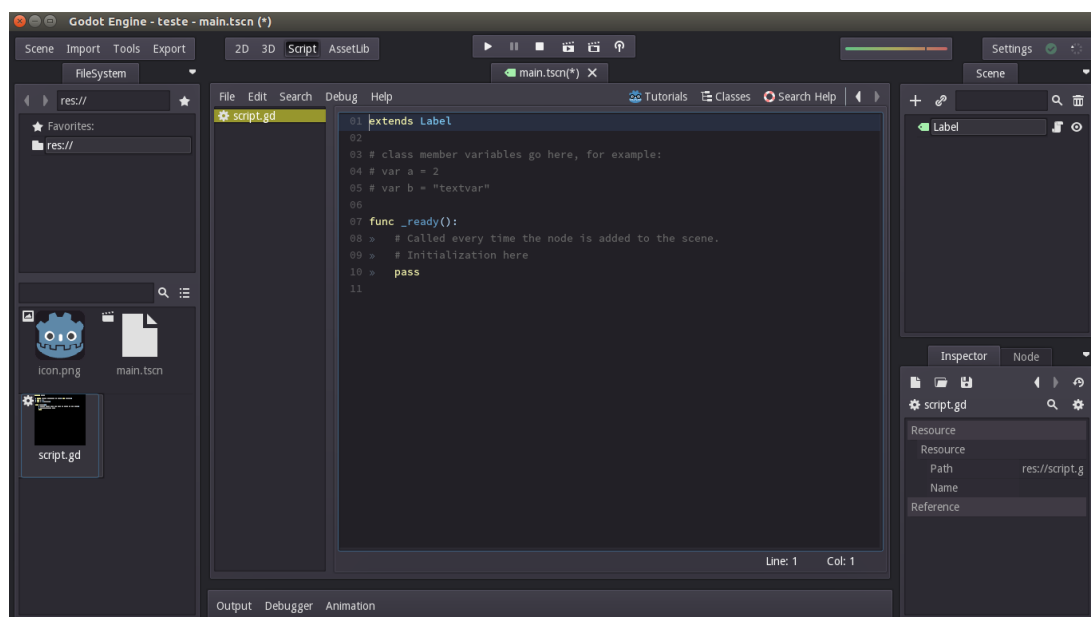 Godot Engine - teste - main.tscn (*)
Scene Import Tools Export 2D 3D Script AssetLib Settings
FileSystem
main.tscn(*)
Scene
res://
Favorites:
res://
icon.png main.tscn
script.gd
File Edit Search Debug Help Tutorials Classes Search Help
script.gd
01 extends Label
02
03 # class member variables go here, for example:
04 # var a = 2
05 # var b = "textvar"
06
07 func _ready():
08 » # Called every time the node is added to the scene.
09 » # Initialization here
10 » pass
11
Line: 1 Col: 1
Output Debugger Animation
Label
Inspector Node
script.gd
Resource
Resource
Path res://script.g
Name
Reference